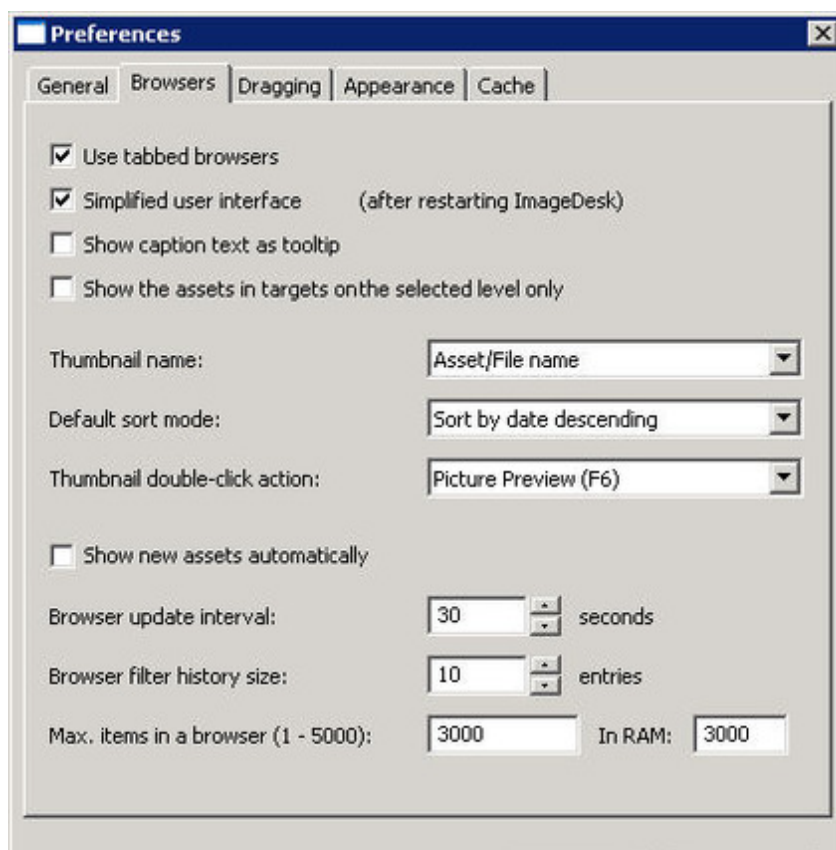 Preferences
General Browsers Dragging Appearance Cache
Use tabbed browsers
Simplified user interface (after restarting ImageDesk)
Show caption text as tooltip
Show the assets in targets on the selected level only
Thumbnail name: Asset/File name
Default sort mode: Sort by date descending
Thumbnail double-click action: Picture Preview (F6)
Show new assets automatically
Browser update interval: 30 seconds
Browser filter history size: 10 entries
Max. items in a browser (1 - 5000): 3000 In RAM: 3000